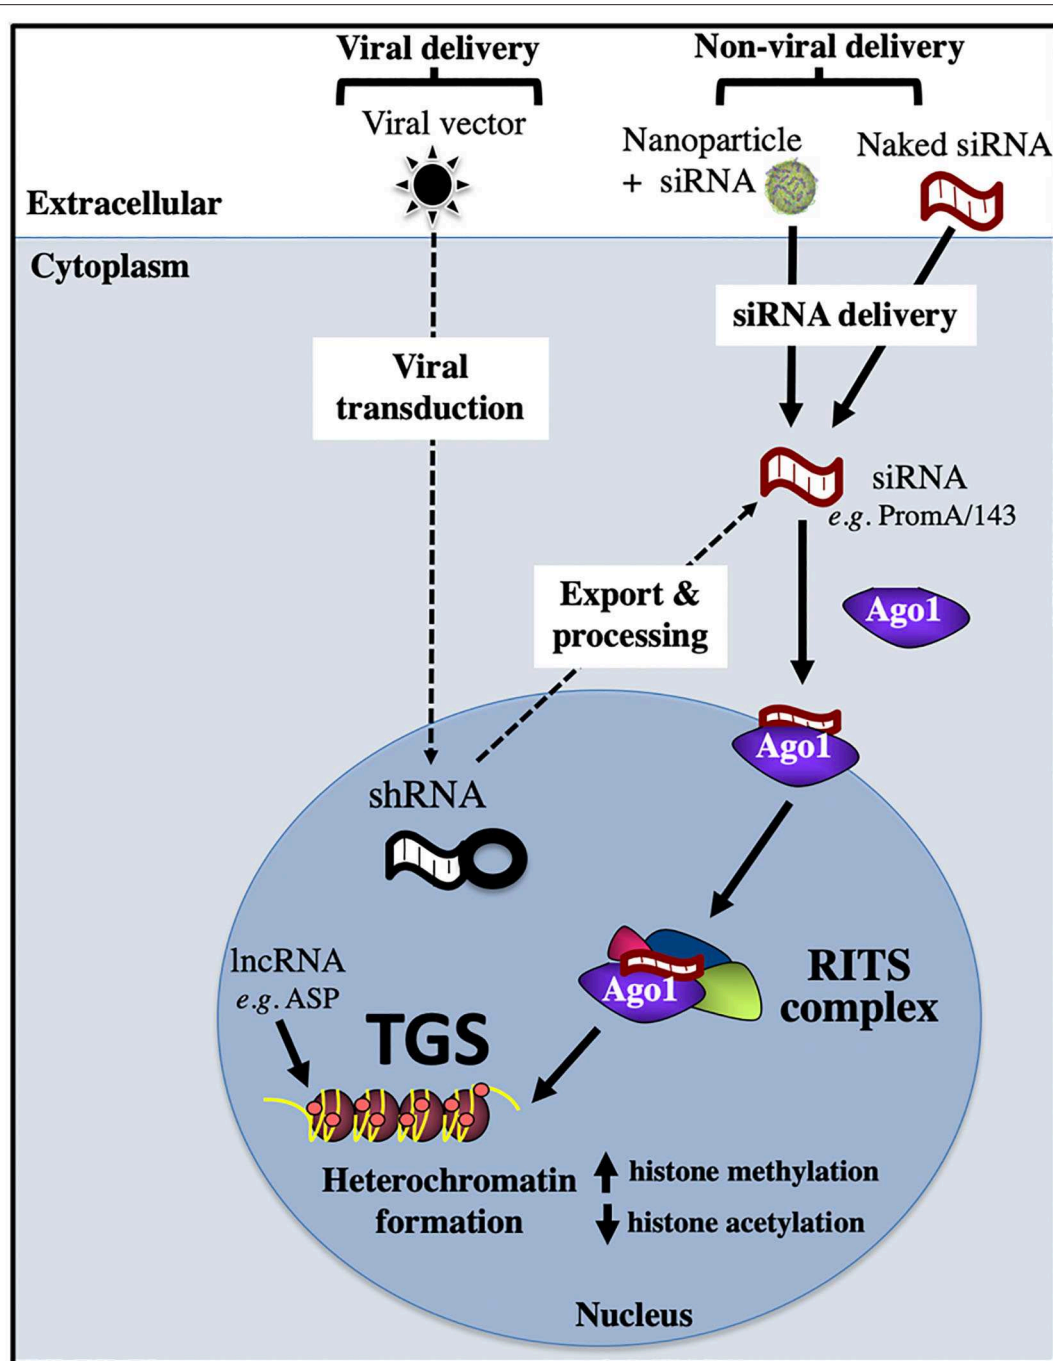 Viral delivery
Non-viral delivery
Viral vector
Nanoparticle
+ siRNA
Naked siRNA
Extracellular
Cytoplasm
siRNA delivery
Viral
transduction
siRNA
e.g. PromA/143
Export &
processing
Ago1
Ago1
shRNA
lncRNA
e.g. ASP
RITS
complex
Ago1
TGS
Heterochromatin
formation
histone methylation
histone acetylation
Nucleus